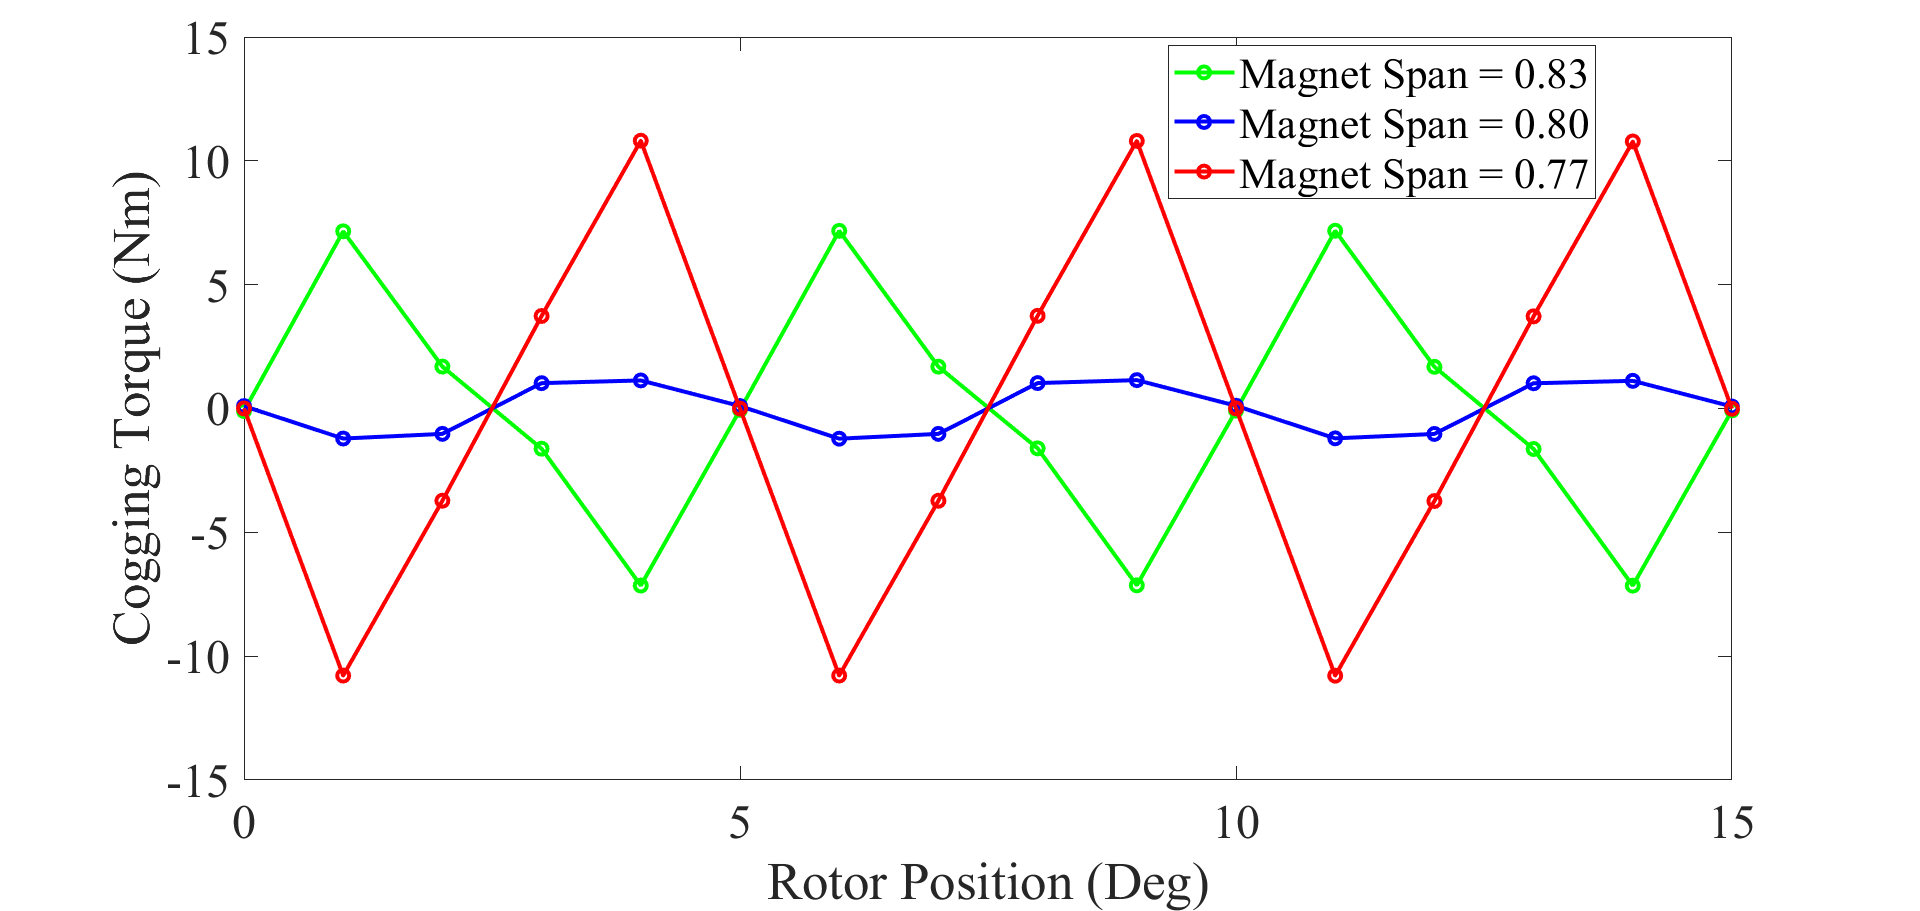 15
10
5
0
-5
-10
-15
0
5
10
15
Cogging Torque (Nm)
Rotor Position (Deg)
Magnet Span = 0.83
Magnet Span = 0.80
Magnet Span = 0.77